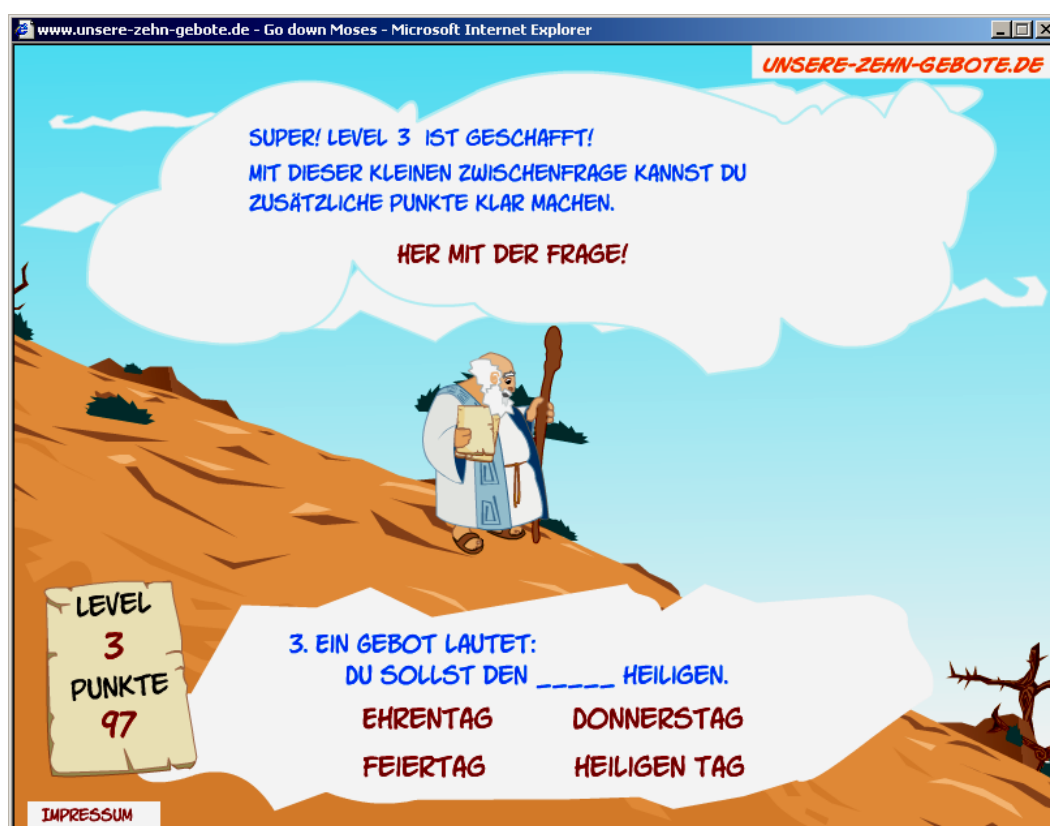 www.unsere-zehn-gebote.de - Go down Moses - Microsoft Internet Explorer
UNSERE-ZEHN-GEBOTE.DE
SUPER! LEVEL 3 IST GESCHAFFT!
MIT DIESER KLEINEN ZWISCHENFRAGE KANNST DU
ZUSÄTZLICHE PUNKTE KLAR MACHEN.
HER MIT DER FRAGE!
LEVEL
3
PUNKTE
97
3. EIN GEBOT LAUTET:
DU SOLLST DEN _____ HEILIGEN.
EHRENTAG DONNERSTAG
FEIERTAG HEILIGEN TAG
IMPRESSUM